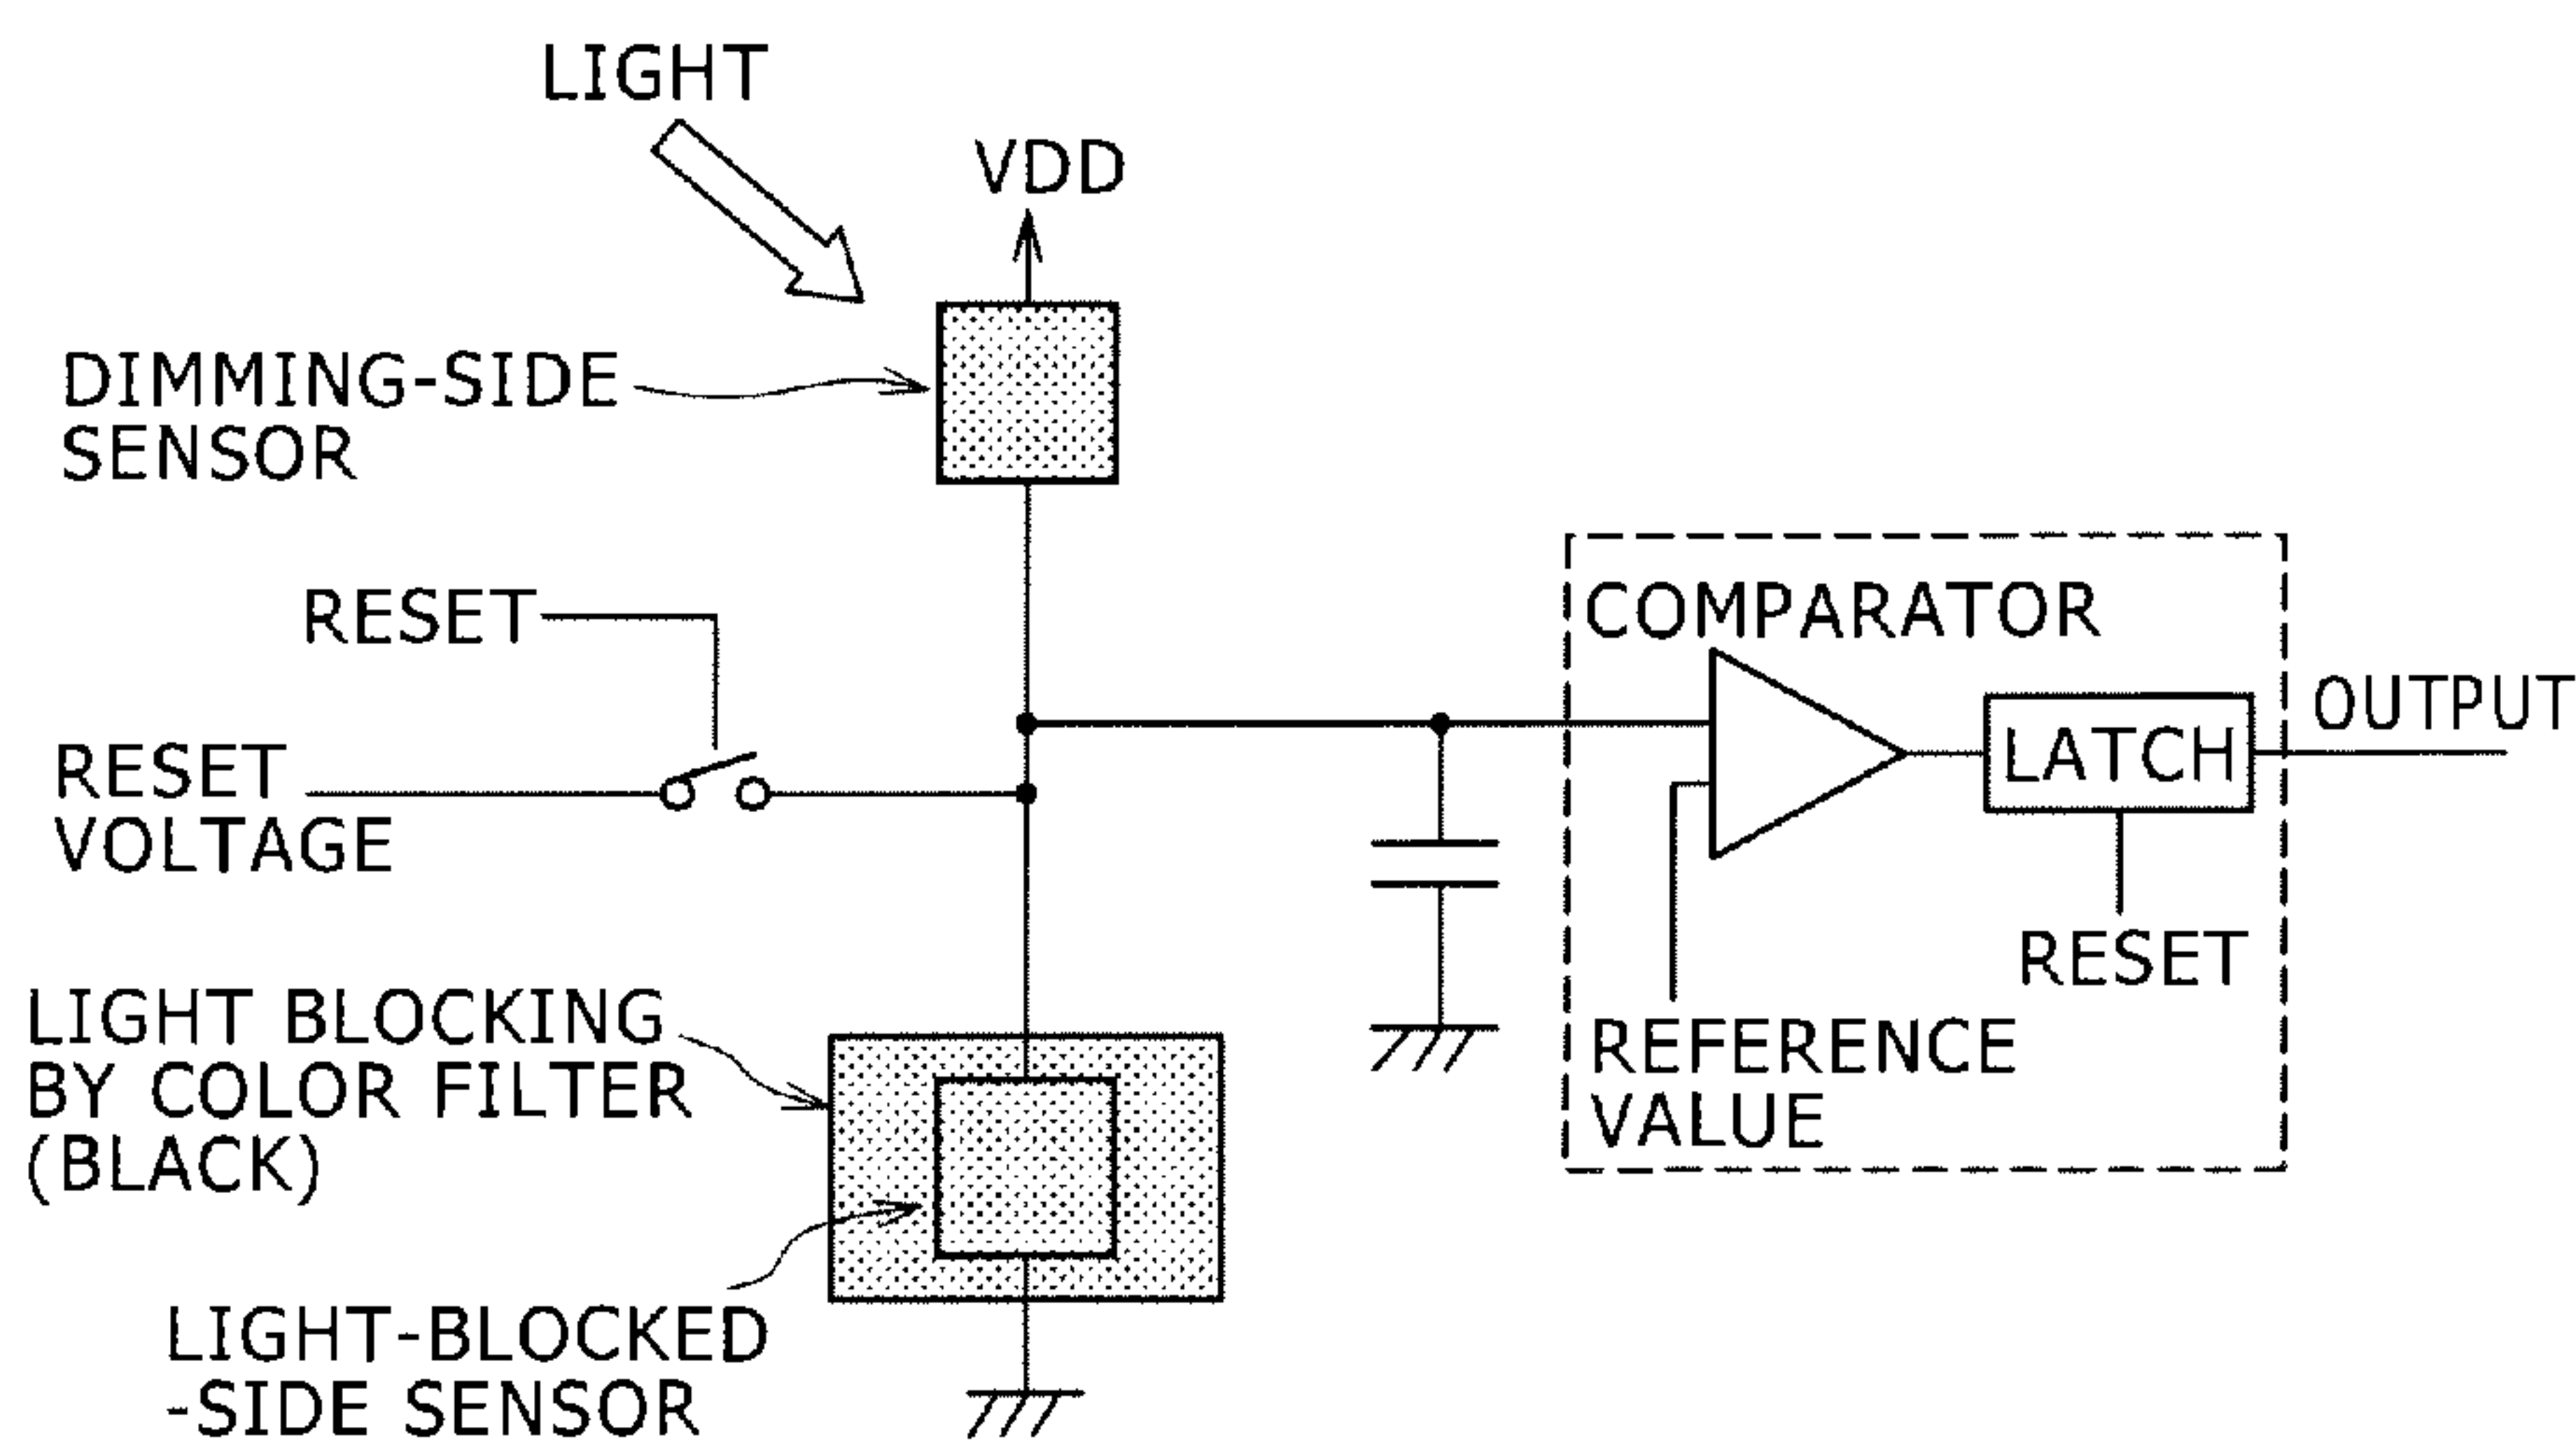 LIGHT
VDD
DIMMING-SIDE
SENSOR
RESET
COMPARATOR
OUTPUT
LATCH
RESET
VOLTAGE
RESET
REFERENCE
VALUE
LIGHT BLOCKING
BY COLOR FILTER
(BLACK)
LIGHT-BLOCKED
-SIDE SENSOR